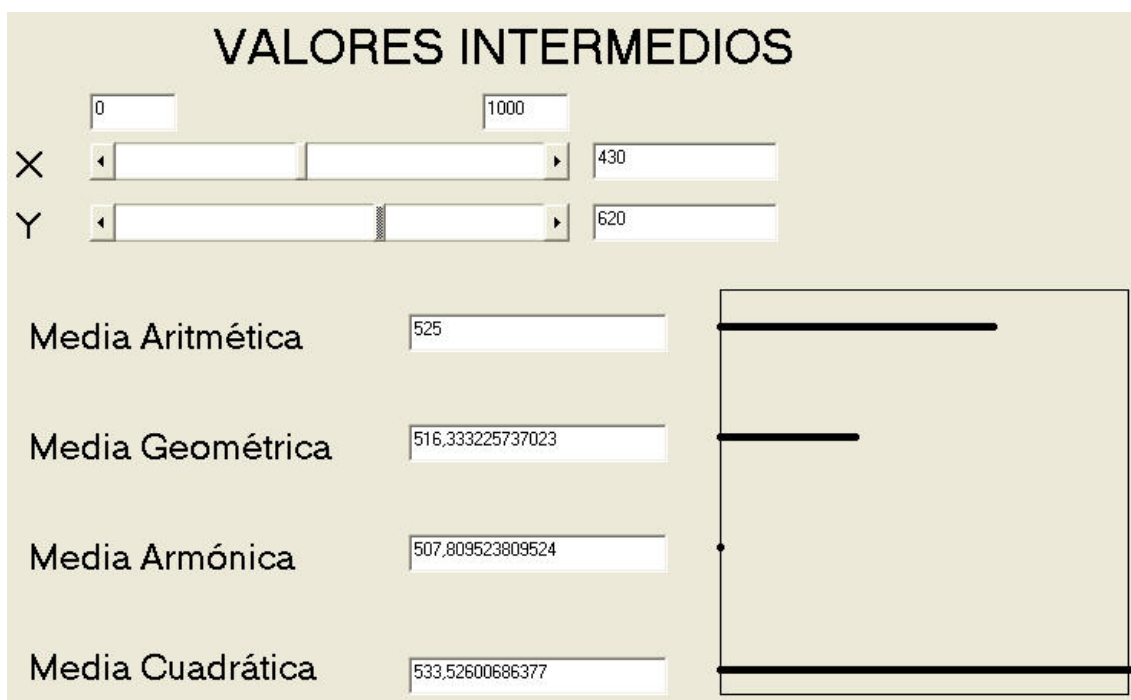 VALORES INTERMEDIOS
0 1000
X 430
Y 620
Media Aritmética 525
Media Geométrica 516,333225737023
Media Armónica 507,809523809524
Media Cuadrática 533,52600686377